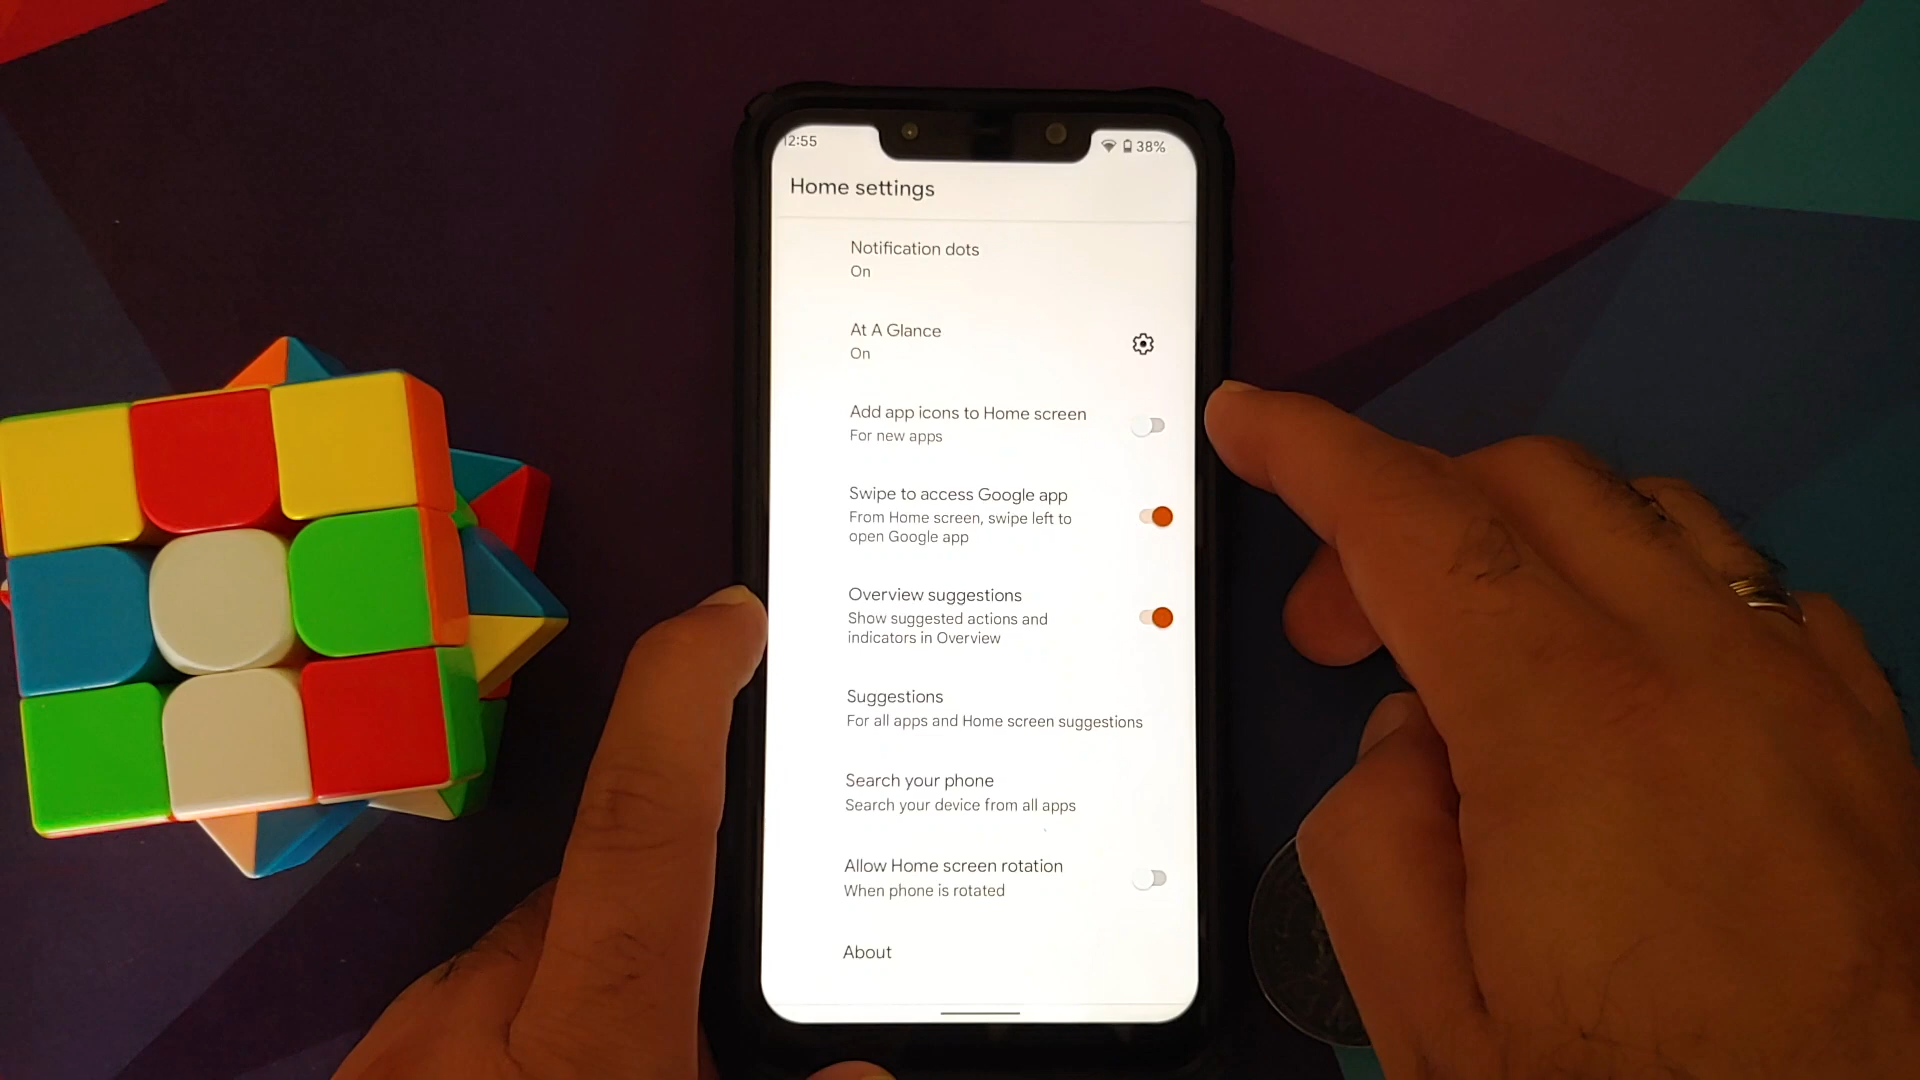 12:55
38%
Home settings
Notification dots
On
At A Glance
On
Add app icons to Home screen
For new apps
Swipe to access Google app
From Home screen, swipe left to
open Google app
Overview suggestions
Show suggested actions and
indicators in Overview
Suggestions
For all apps and Home screen suggestions
Search your phone
Search your device from all apps
Allow Home screen rotation
When phone is rotated
About